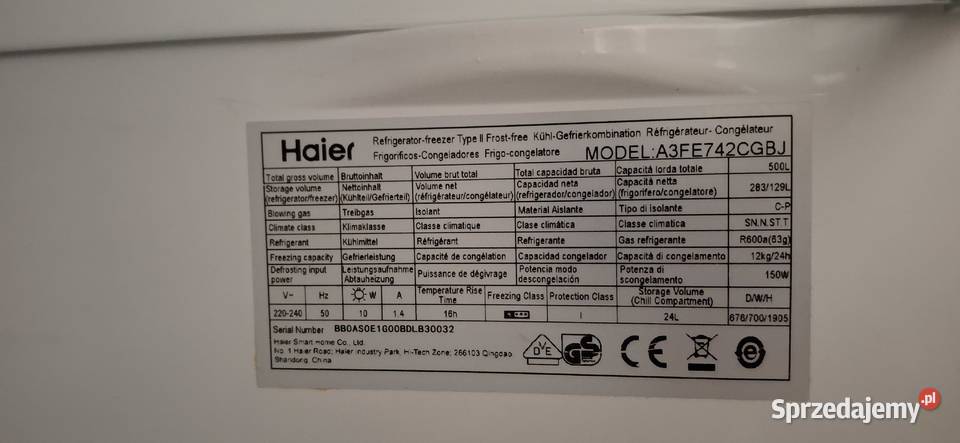 Haier
Refrigerator-freezer Type II Frost-free Kühl-Gefrierkombination Réfrigérateur- Congélateur
Frigorificos-Congeladores Frigo-congelatore MODEL:A3FE742CGBJ
Total gross volume Bruttoinhalt Volume brut total Total capacidad bruta Capacità lorda totale 500L
Storage volume (refrigerator/freezer) Nettoinhalt (Kühlteil/Gefrierteil) Volume net (réfrigérateur/congélateur) Capacidad neta (refrigerador/congelador) Capacità netta (frigorifero/congelatore) 283/129L
Blowing gas Treibgas Isolant Material Aislante Tipo di isolante C-P
Climate class Klimaklasse Classe climatique Clase climática Classe climatica SN.N.ST.T
Refrigerant Kühlmittel Réfrigérant Refrigerante Gas refrigerante R600a(63g)
Freezing capacity Gefrierleistung Capacité de congélation Capacidad congelador Capacità di congelamento 12kg/24h
Defrosting input power Leistungsaufnahme Abtauheizung Puissance de dégivrage Potencia modo descongelación Potenza di scongelamento 150W
V~ Hz W A Temperature Rise Time Freezing Class Protection Class Storage Volume (Chill Compartment) D/W/H
220-240 50 10 1.4 16h I 24L 676/700/1905
Serial Number BB0AS0E1G00BDLB30032
Haier Smart Home Co., Ltd.
No.1 Haier Road, Haier Industry Park, Hi-Tech Zone, 266103 Qingdao
Shandong, China
DVE GS CE
Sprzedajemy.pl